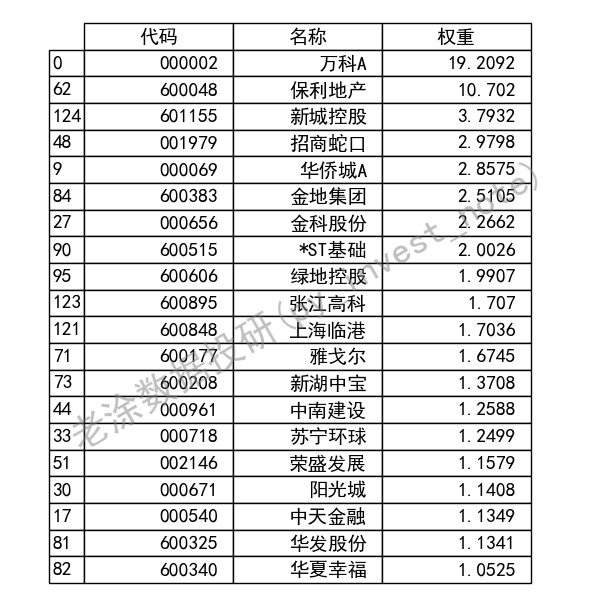 代码 名称 权重
0 000002 万科A 19.2092
62 600048 保利地产 10.702
124 601155 新城控股 3.7932
48 001979 招商蛇口 2.9798
9 000069 华侨城A 2.8575
84 600383 金地集团 2.5105
27 000656 金科股份 2.2662
90 600515 *ST基础 2.0026
95 600606 绿地控股 1.9907
123 600895 张江高科 1.707
121 600848 上海临港 1.7036
71 600177 雅戈尔 1.6745
73 600208 新湖中宝 1.3708
44 000961 中南建设 1.2588
33 000718 苏宁环球 1.2499
51 002146 荣盛发展 1.1579
30 000671 阳光城 1.1408
17 000540 中天金融 1.1349
81 600325 华发股份 1.1341
82 600340 华夏幸福 1.0525
老涂数据投研(by invest_note)